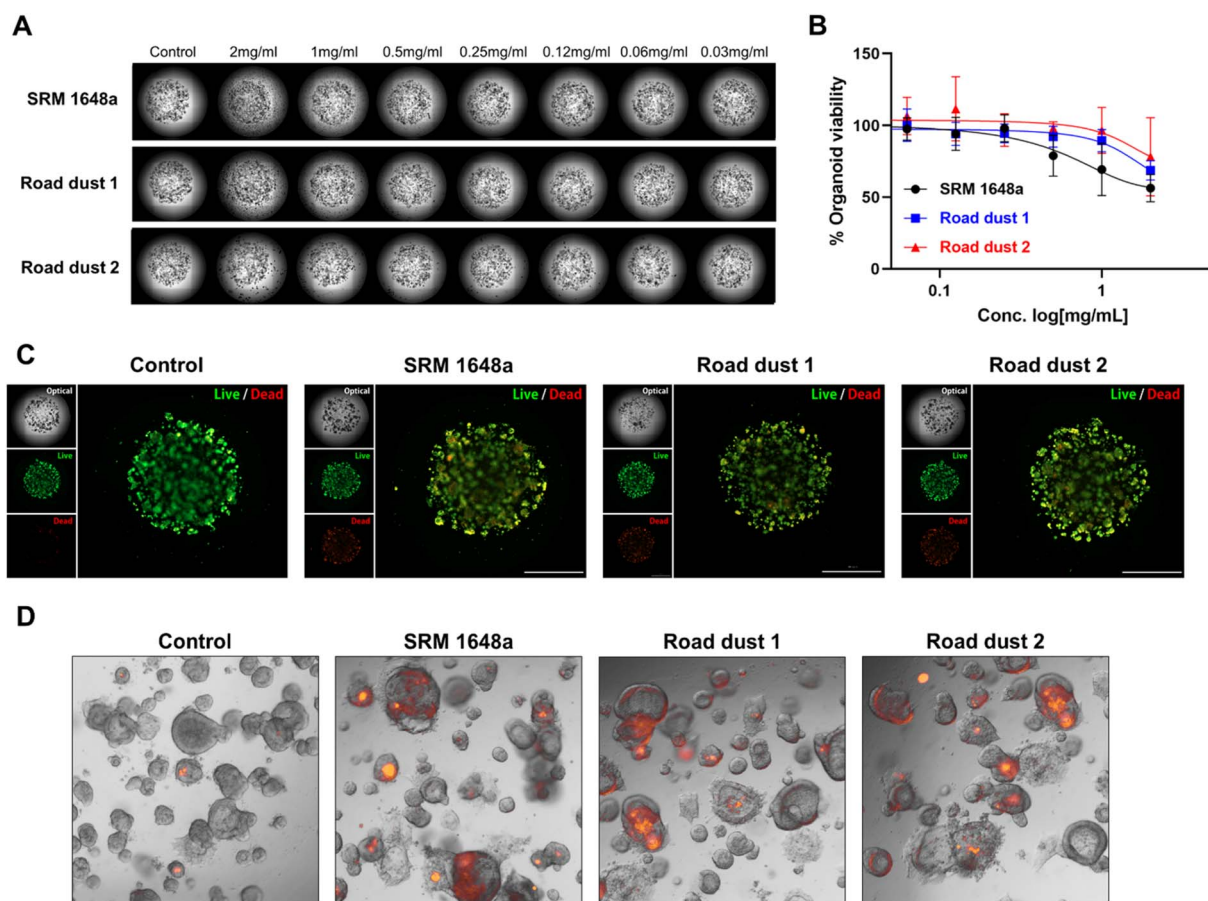 A
Control 2mg/ml 1mg/ml 0.5mg/ml 0.25mg/ml 0.12mg/ml 0.06mg/ml 0.03mg/ml
SRM 1648a
Road dust 1
Road dust 2
B
% Organoid viability
150
100
50
0
SRM 1648a
Road dust 1
Road dust 2
0.1 1
Conc. log[mg/mL]
C
Control SRM 1648a Road dust 1 Road dust 2
Optical Live / Dead Optical Live / Dead Optical Live / Dead Optical Live / Dead
Live Live Live Live
Dead Dead Dead Dead
D
Control SRM 1648a Road dust 1 Road dust 2